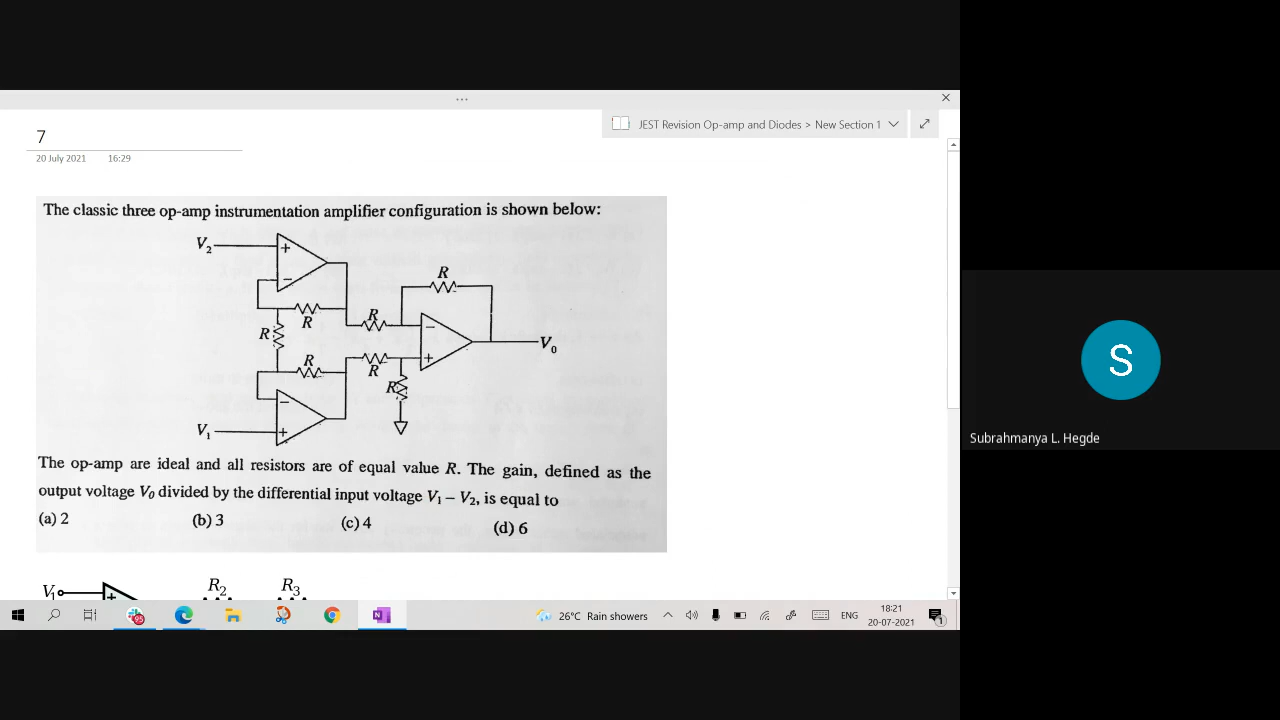 ...
JEST Revision Op-amp and Diodes > New Section 1
7
20 July 2021 16:29
The classic three op-amp instrumentation amplifier configuration is shown below:
V2
+
−
R
R
R
R
−
+
V0
R
R
R
−
V1
+
The op-amp are ideal and all resistors are of equal value R. The gain, defined as the
output voltage V0 divided by the differential input voltage V1 − V2, is equal to
(a) 2 (b) 3 (c) 4 (d) 6
V1
+
R2 R3
S
Subrahmanya L. Hegde
95
26°C Rain showers
ENG
18:21
20-07-2021
1